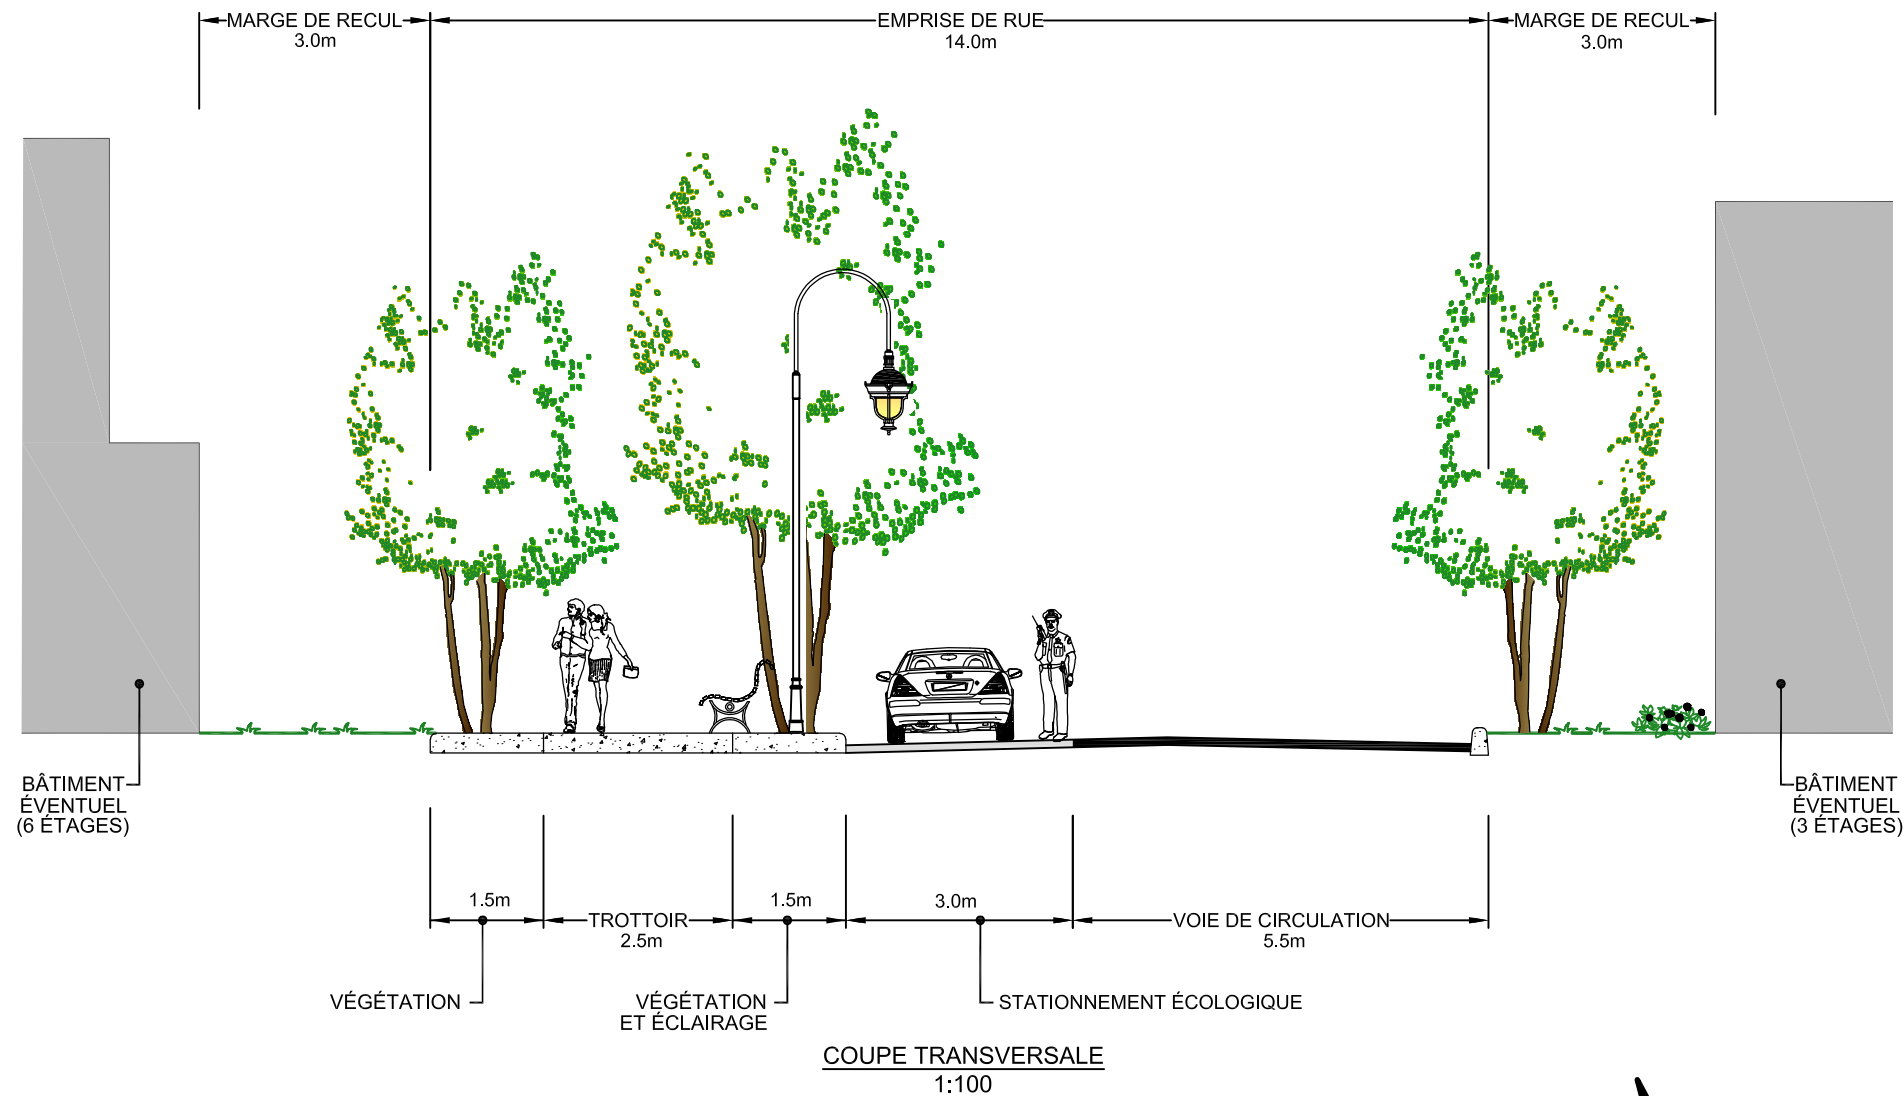 MARGE DE RECUL
3.0m
EMPRISE DE RUE
14.0m
MARGE DE RECUL
3.0m
BÂTIMENT
ÉVENTUEL
(6 ÉTAGES)
BÂTIMENT
ÉVENTUEL
(3 ÉTAGES)
1.5m
TROTTOIR
2.5m
1.5m
3.0m
VOIE DE CIRCULATION
5.5m
VÉGÉTATION
VÉGÉTATION
ET ÉCLAIRAGE
STATIONNEMENT ÉCOLOGIQUE
COUPE TRANSVERSALE
1:100